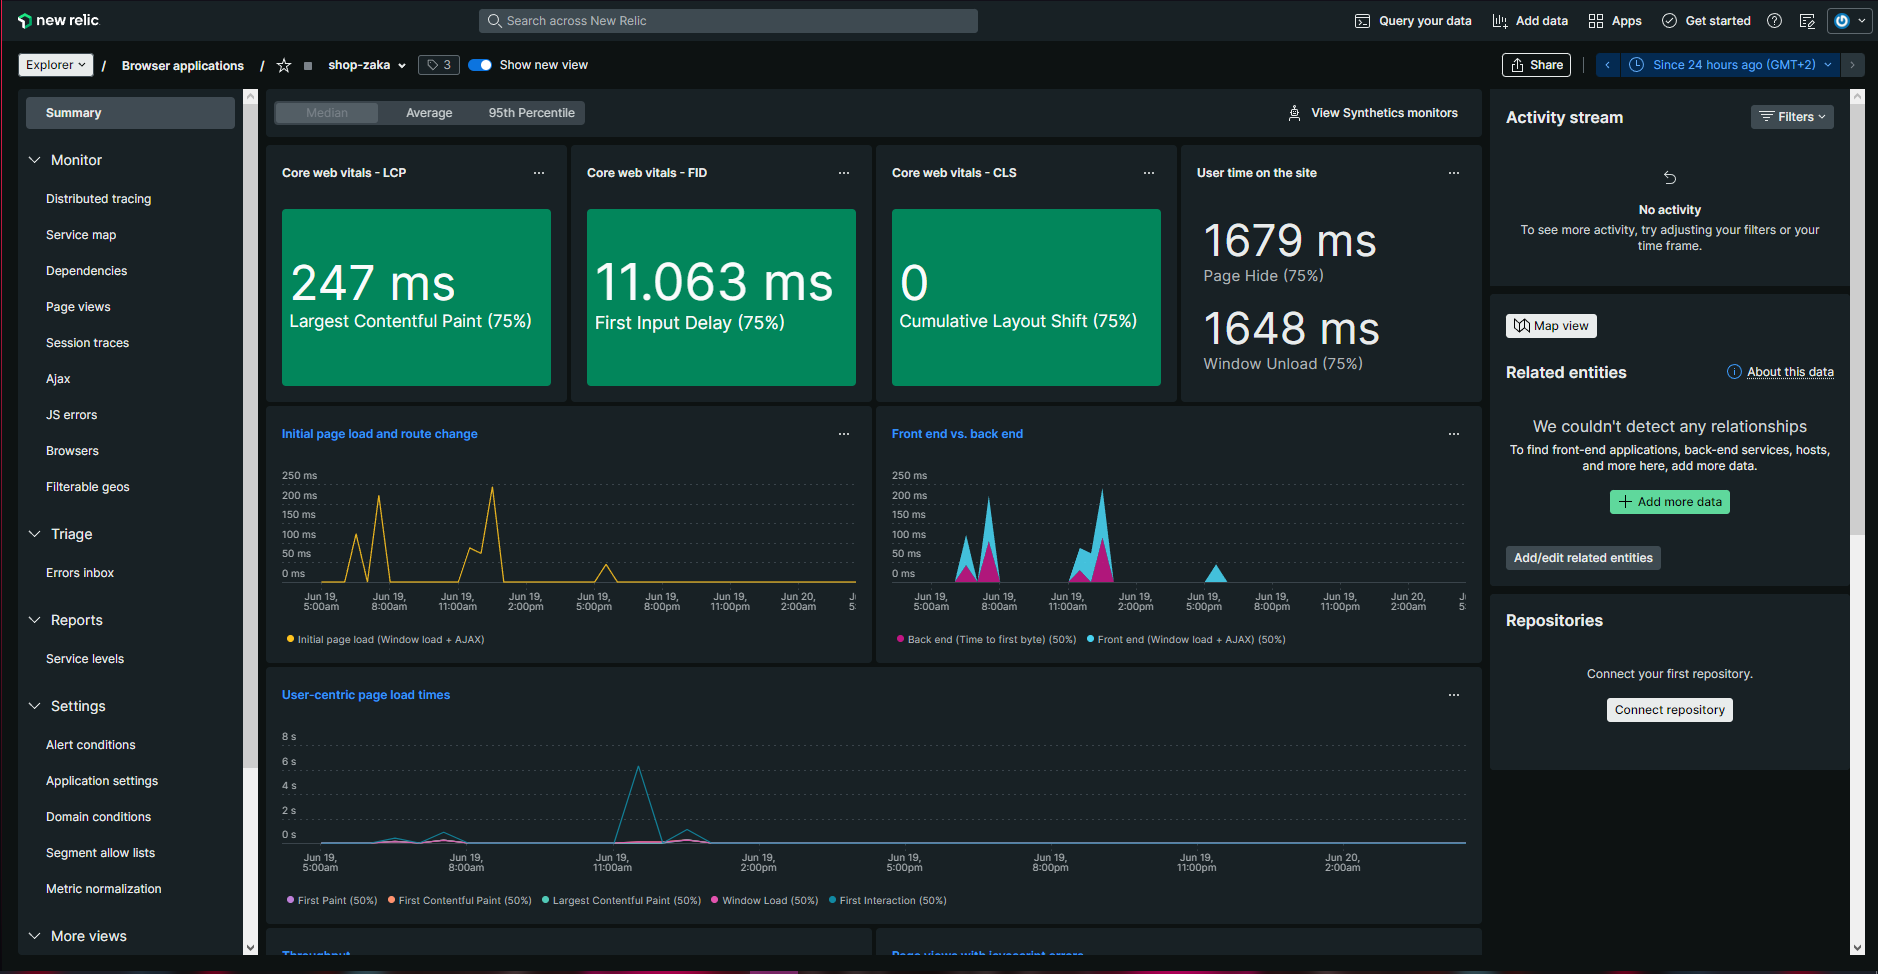 new relic
Search across New Relic
Query your data
Add data
Apps
Get started
Explorer
/
Browser applications
/
shop-zaka
3
Show new view
Share
Since 24 hours ago (GMT+2)
Summary
Monitor
Distributed tracing
Service map
Dependencies
Page views
Session traces
Ajax
JS errors
Browsers
Filterable geos
Triage
Errors inbox
Reports
Service levels
Settings
Alert conditions
Application settings
Domain conditions
Segment allow lists
Metric normalization
More views
Median
Average
95th Percentile
View Synthetics monitors
Core web vitals - LCP
247 ms
Largest Contentful Paint (75%)
Core web vitals - FID
11.063 ms
First Input Delay (75%)
Core web vitals - CLS
0
Cumulative Layout Shift (75%)
User time on the site
1679 ms
Page Hide (75%)
1648 ms
Window Unload (75%)
Initial page load and route change
250 ms
200 ms
150 ms
100 ms
50 ms
0 ms
Jun 19, Jun 19, Jun 19, Jun 19, Jun 19, Jun 19, Jun 19, Jun 20,
5:00am 8:00am 11:00am 2:00pm 5:00pm 8:00pm 11:00pm 2:00am
Initial page load (Window load + AJAX)
Front end vs. back end
250 ms
200 ms
150 ms
100 ms
50 ms
0 ms
Jun 19, Jun 19, Jun 19, Jun 19, Jun 19, Jun 19, Jun 19, Jun 20,
5:00am 8:00am 11:00am 2:00pm 5:00pm 8:00pm 11:00pm 2:00am
Back end (Time to first byte) (50%) Front end (Window load + AJAX) (50%)
User-centric page load times
8 s
6 s
4 s
2 s
0 s
Jun 19, Jun 19, Jun 19, Jun 19, Jun 19, Jun 19, Jun 19, Jun 20,
5:00am 8:00am 11:00am 2:00pm 5:00pm 8:00pm 11:00pm 2:00am
First Paint (50%) First Contentful Paint (50%) Largest Contentful Paint (50%) Window Load (50%) First Interaction (50%)
Throughput
Page views with javascript errors
Activity stream
Filters
No activity
To see more activity, try adjusting your filters or your
time frame.
Map view
Related entities
About this data
We couldn't detect any relationships
To find front-end applications, back-end services, hosts,
and more here, add more data.
Add more data
Add/edit related entities
Repositories
Connect your first repository.
Connect repository